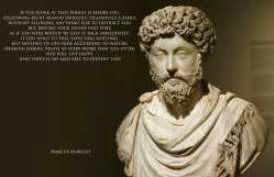 IF YOU WORK AT THAT WHICH IS BEFORE YOU,
FOLLOWING RIGHT REASON SERIOUSLY, VIGOROUSLY, CALMLY,
WITHOUT ALLOWING ANYTHING ELSE TO DISTRACT YOU,
BUT KEEPING YOUR DIVINE PART PURE,
AS IF YOU WERE BOUND TO GIVE IT BACK IMMEDIATELY;
IF YOU HOLD TO THIS, EXPECTING NOTHING,
BUT SATISFIED TO LIVE NOW ACCORDING TO NATURE,
SPEAKING HEROIC TRUTH IN EVERY WORD THAT YOU UTTER,
YOU WILL LIVE HAPPY.
AND THERE IS NO MAN ABLE TO PREVENT THIS.
MARCUS AURELIUS